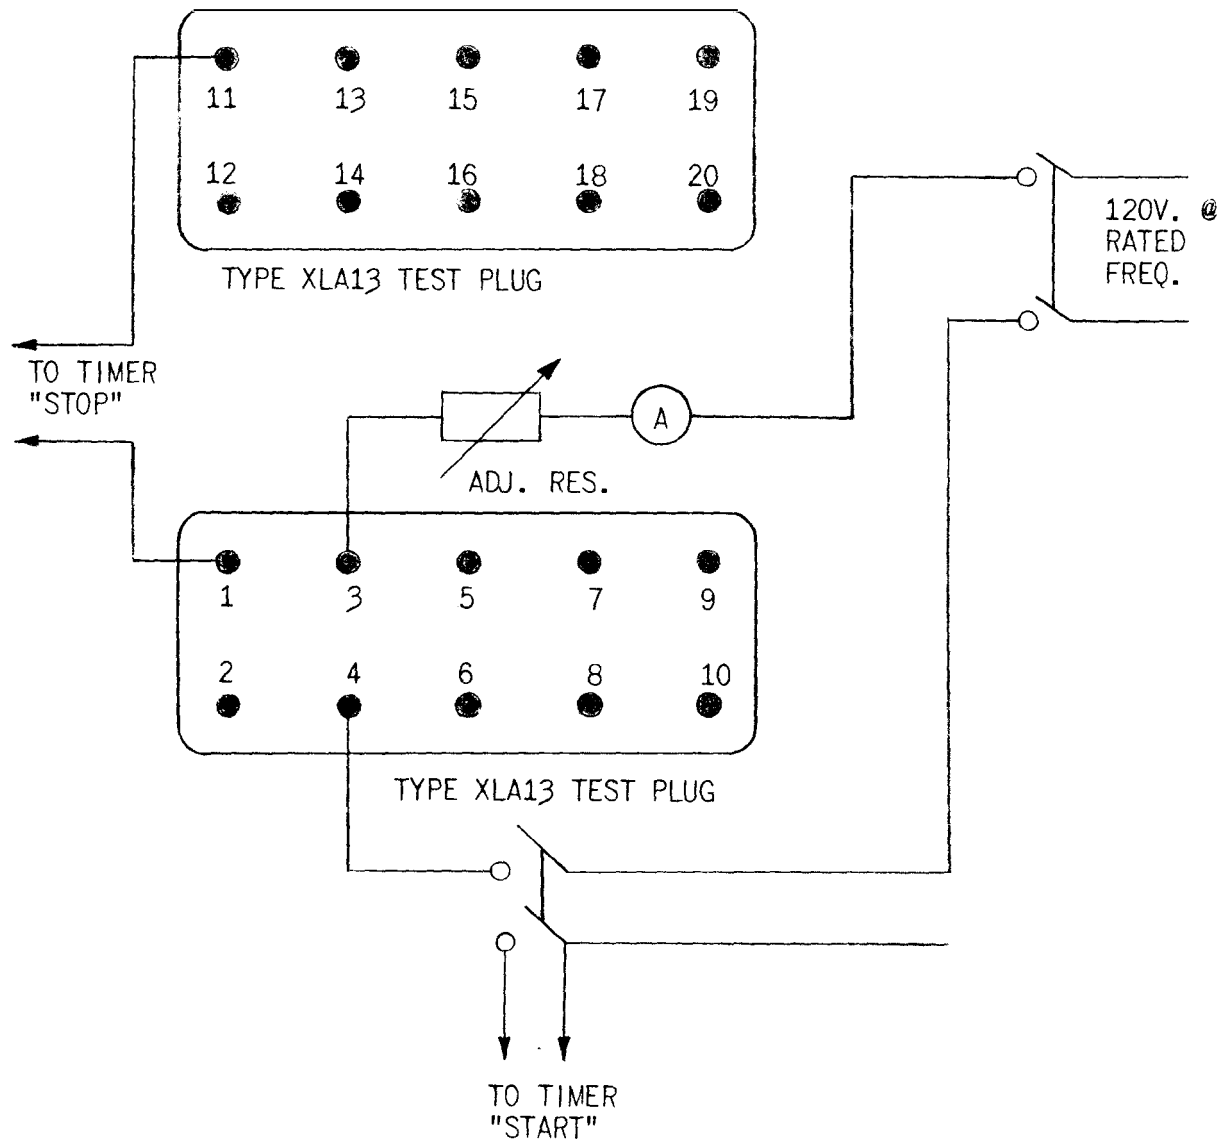 11 13 15 17 19
12 14 16 18 20
TYPE XLA13 TEST PLUG
120V. @
RATED
FREQ.
TO TIMER
"STOP"
A
ADJ. RES.
1 3 5 7 9
2 4 6 8 10
TYPE XLA13 TEST PLUG
TO TIMER
"START"